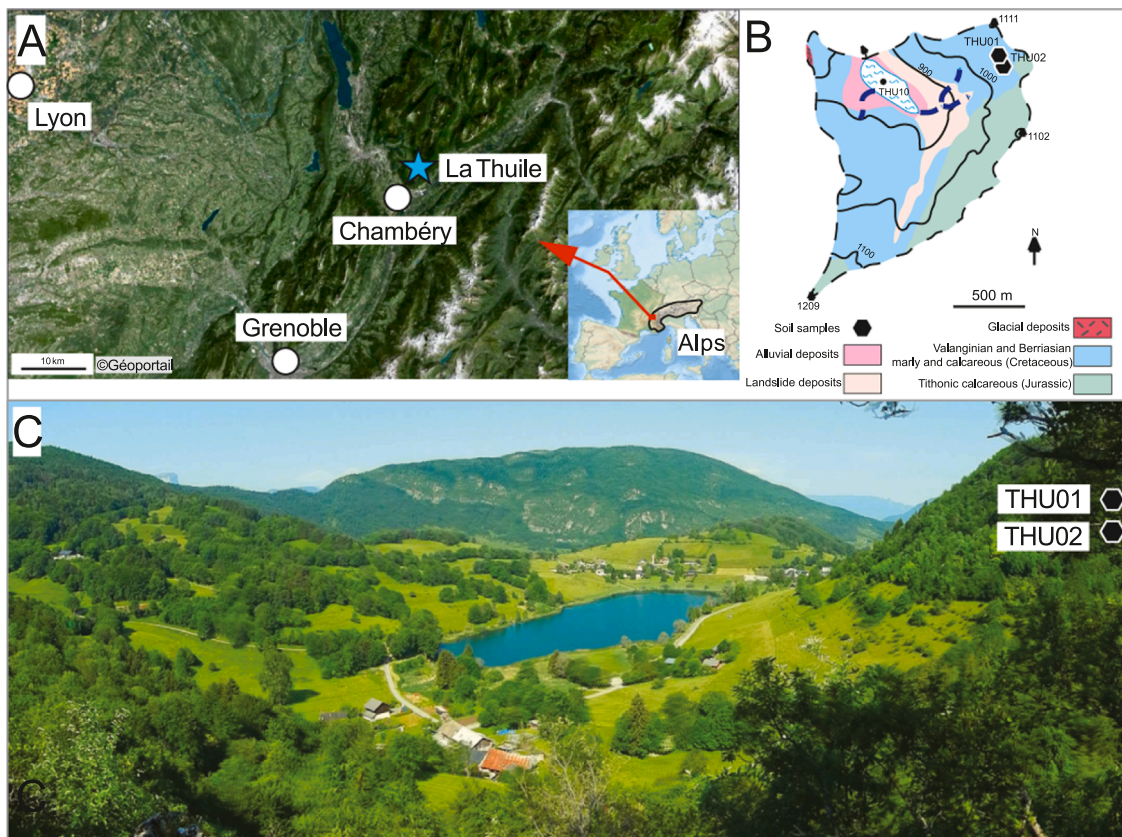 A
Lyon
La Thuile
Chambéry
Grenoble
Alps
10 km
©Géoportail
B
1111
THU01
THU02
900
1000
THU10
1102
1100
1209
N
500 m
Soil samples
Glacial deposits
Alluvial deposits
Valanginian and Berriasian
marly and calcareous (Cretaceous)
Landslide deposits
Tithonic calcareous (Jurassic)
C
THU01
THU02
C